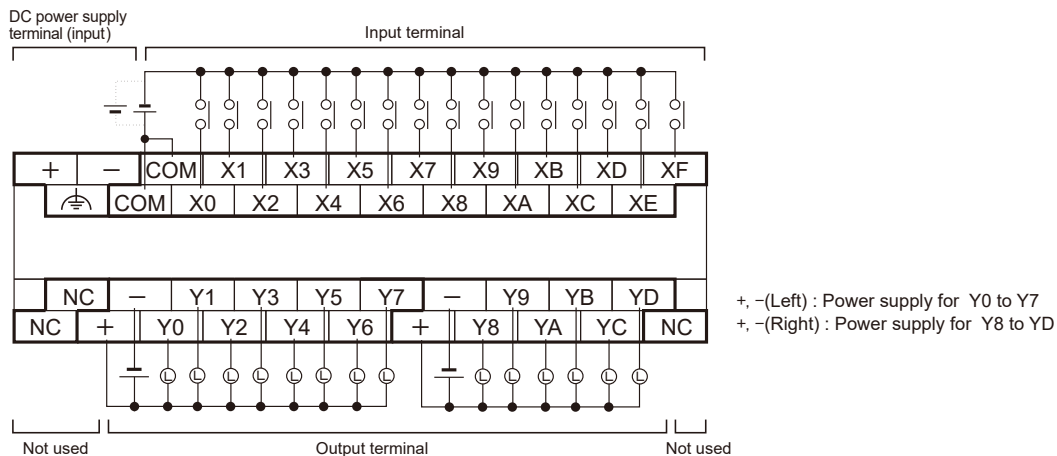 DC power supply
terminal (input)
Input terminal
+ − COM X1 X3 X5 X7 X9 XB XD XF
COM X0 X2 X4 X6 X8 XA XC XE
NC − Y1 Y3 Y5 Y7 − Y9 YB YD
NC + Y0 Y2 Y4 Y6 + Y8 YA YC NC
+, −(Left) : Power supply for Y0 to Y7
+, −(Right) : Power supply for Y8 to YD
L L L L L L L L L L L L L L
Not used
Output terminal
Not used